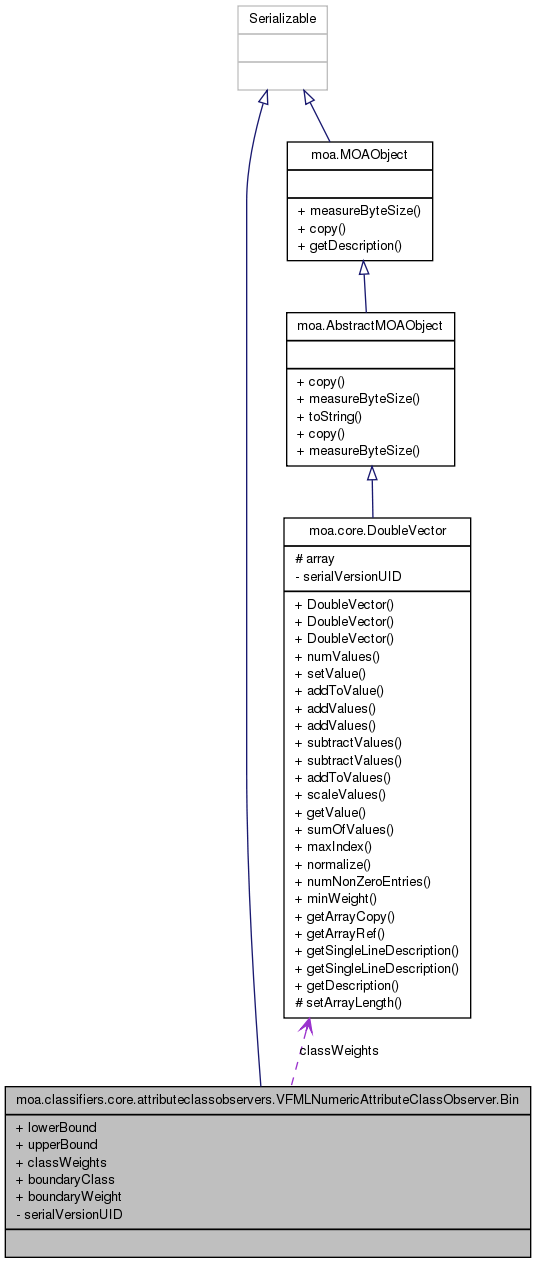 Serializable
moa.MOAObject
+ measureByteSize()
+ copy()
+ getDescription()
moa.AbstractMOAObject
+ copy()
+ measureByteSize()
+ toString()
+ copy()
+ measureByteSize()
moa.core.DoubleVector
# array
- serialVersionUID
+ DoubleVector()
+ DoubleVector()
+ DoubleVector()
+ numValues()
+ setValue()
+ addToValue()
+ addValues()
+ addValues()
+ subtractValues()
+ subtractValues()
+ addToValues()
+ scaleValues()
+ getValue()
+ sumOfValues()
+ maxIndex()
+ normalize()
+ numNonZeroEntries()
+ minWeight()
+ getArrayCopy()
+ getArrayRef()
+ getSingleLineDescription()
+ getSingleLineDescription()
+ getDescription()
# setArrayLength()
classWeights
moa.classifiers.core.attributeclassobservers.VFMLNumericAttributeClassObserver.Bin
+ lowerBound
+ upperBound
+ classWeights
+ boundaryClass
+ boundaryWeight
- serialVersionUID